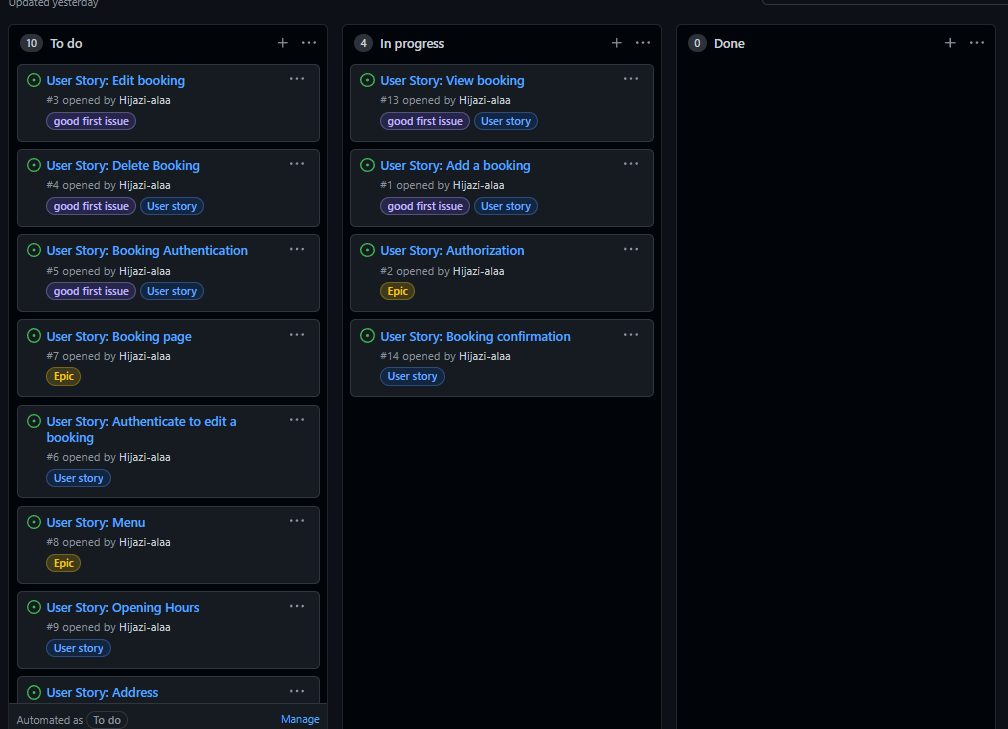 Updated yesterday
10 To do
User Story: Edit booking
#3 opened by Hijazi-alaa
good first issue
User Story: Delete Booking
#4 opened by Hijazi-alaa
good first issue User story
User Story: Booking Authentication
#5 opened by Hijazi-alaa
good first issue User story
User Story: Booking page
#7 opened by Hijazi-alaa
Epic
User Story: Authenticate to edit a
booking
#6 opened by Hijazi-alaa
User story
User Story: Menu
#8 opened by Hijazi-alaa
Epic
User Story: Opening Hours
#9 opened by Hijazi-alaa
User story
User Story: Address
Automated as To do Manage
4 In progress
User Story: View booking
#13 opened by Hijazi-alaa
good first issue User story
User Story: Add a booking
#1 opened by Hijazi-alaa
good first issue User story
User Story: Authorization
#2 opened by Hijazi-alaa
Epic
User Story: Booking confirmation
#14 opened by Hijazi-alaa
User story
0 Done